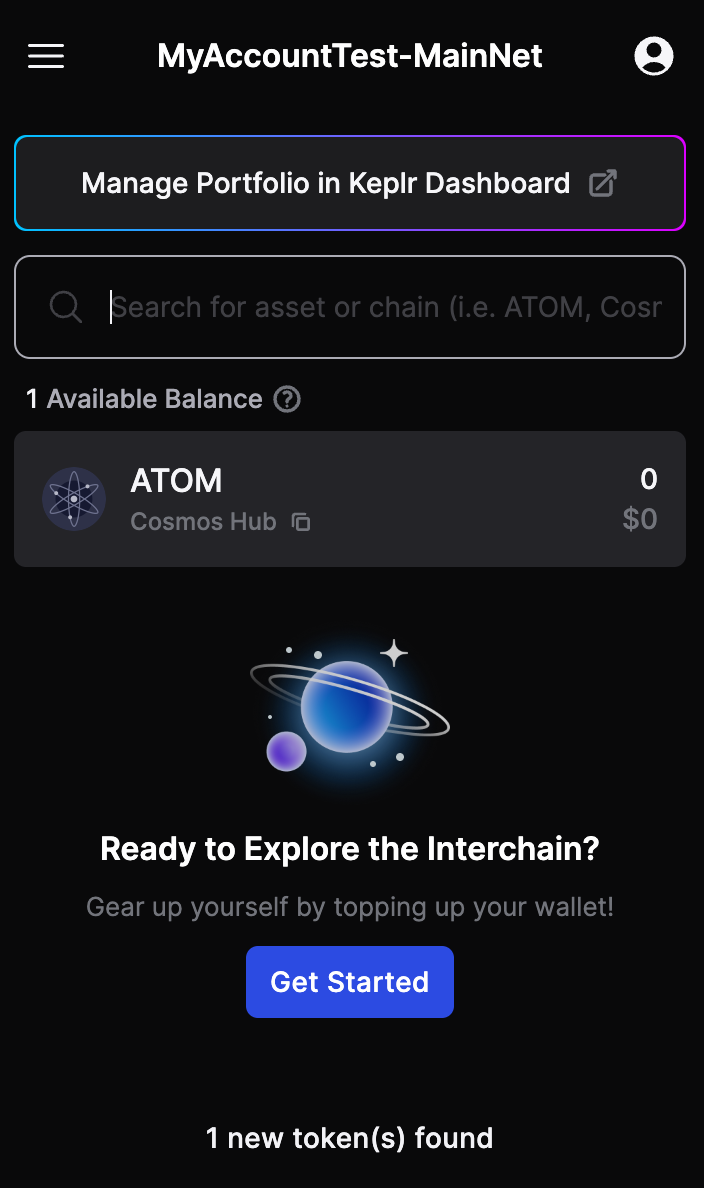 MyAccountTest-MainNet
Manage Portfolio in Keplr Dashboard
Search for asset or chain (i.e. ATOM, Cosr
1 Available Balance
ATOM 0
Cosmos Hub $0
Ready to Explore the Interchain?
Gear up yourself by topping up your wallet!
Get Started
1 new token(s) found